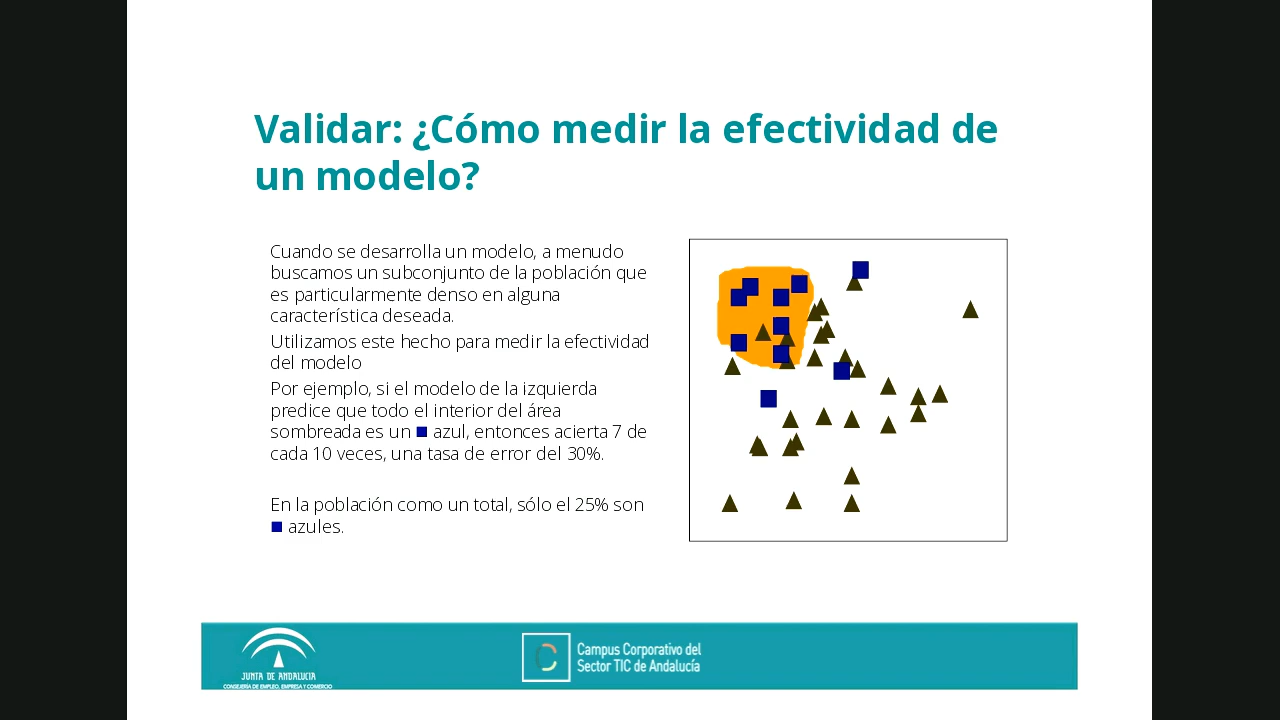 Validar: ¿Cómo medir la efectividad de
un modelo?
Cuando se desarrolla un modelo, a menudo
buscamos un subconjunto de la población que
es particularmente denso en alguna
característica deseada.
Utilizamos este hecho para medir la efectividad
del modelo
Por ejemplo, si el modelo de la izquierda
predice que todo el interior del área
sombreada es un ■ azul, entonces acierta 7 de
cada 10 veces, una tasa de error del 30%.
En la población como un total, sólo el 25% son
■ azules.
JUNTA DE ANDALUCIA
CONSEJERÍA DE EMPLEO, EMPRESA Y COMERCIO
Campus Corporativo del
Sector TIC de Andalucía